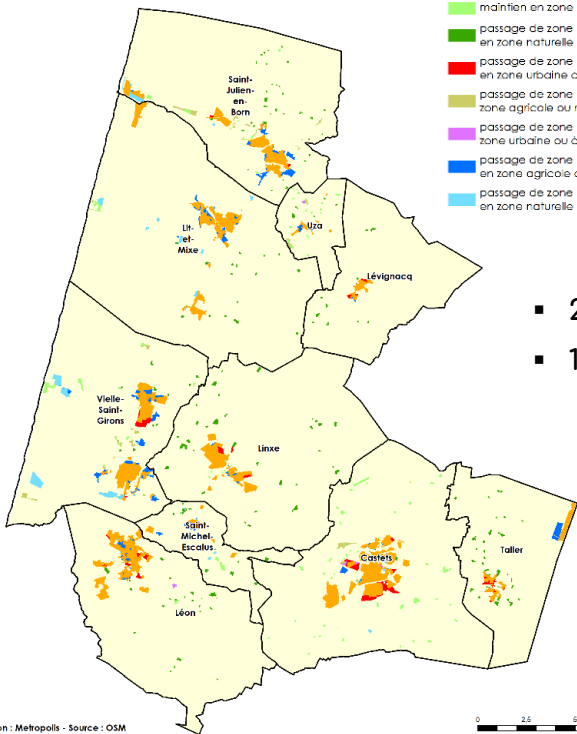 maintien en zone
passage de zone
en zone naturelle
passage de zone
en zone urbaine
passage de zone
zone agricole ou
passage de zone
zone urbaine ou à
passage de zone
en zone agricole
passage de zone
en zone naturelle
Saint-
Julien-
en-
Born
Lit-
et-
Mixe
Uza
Lévignacq
▪ 2
▪ 1
Vielle-
Saint-
Girons
Linxe
Saint-
Michel-
Escalus
Castets
Taller
Léon
: Metropolis - Source : OSM
0 2,5